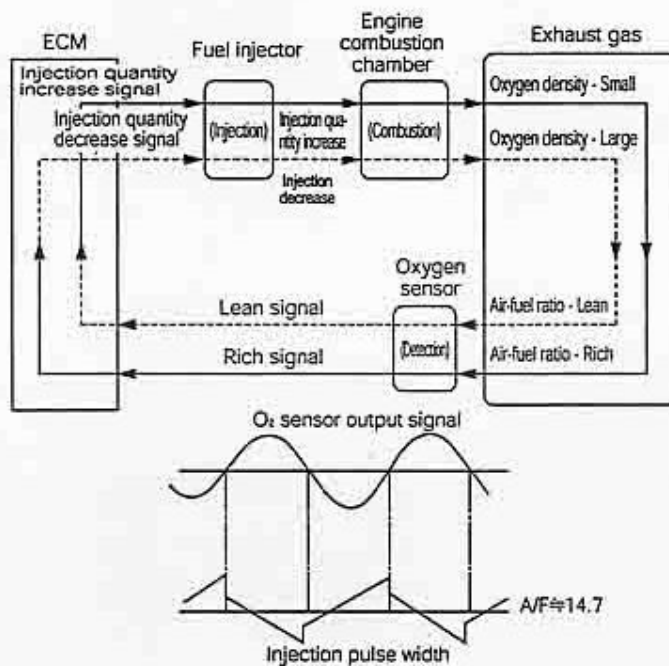 ECM
Fuel injector
Engine
combustion
chamber
Exhaust gas
Injection quantity
increase signal
Injection quantity
decrease signal
(Injection)
Injection qua-
ntity increase
Injection
decrease
(Combustion)
Oxygen density - Small
Oxygen density - Large
Oxygen
sensor
Lean signal
Rich signal
(Detection)
Air-fuel ratio - Lean
Air-fuel ratio - Rich
O₂ sensor output signal
A/F≒14.7
Injection pulse width